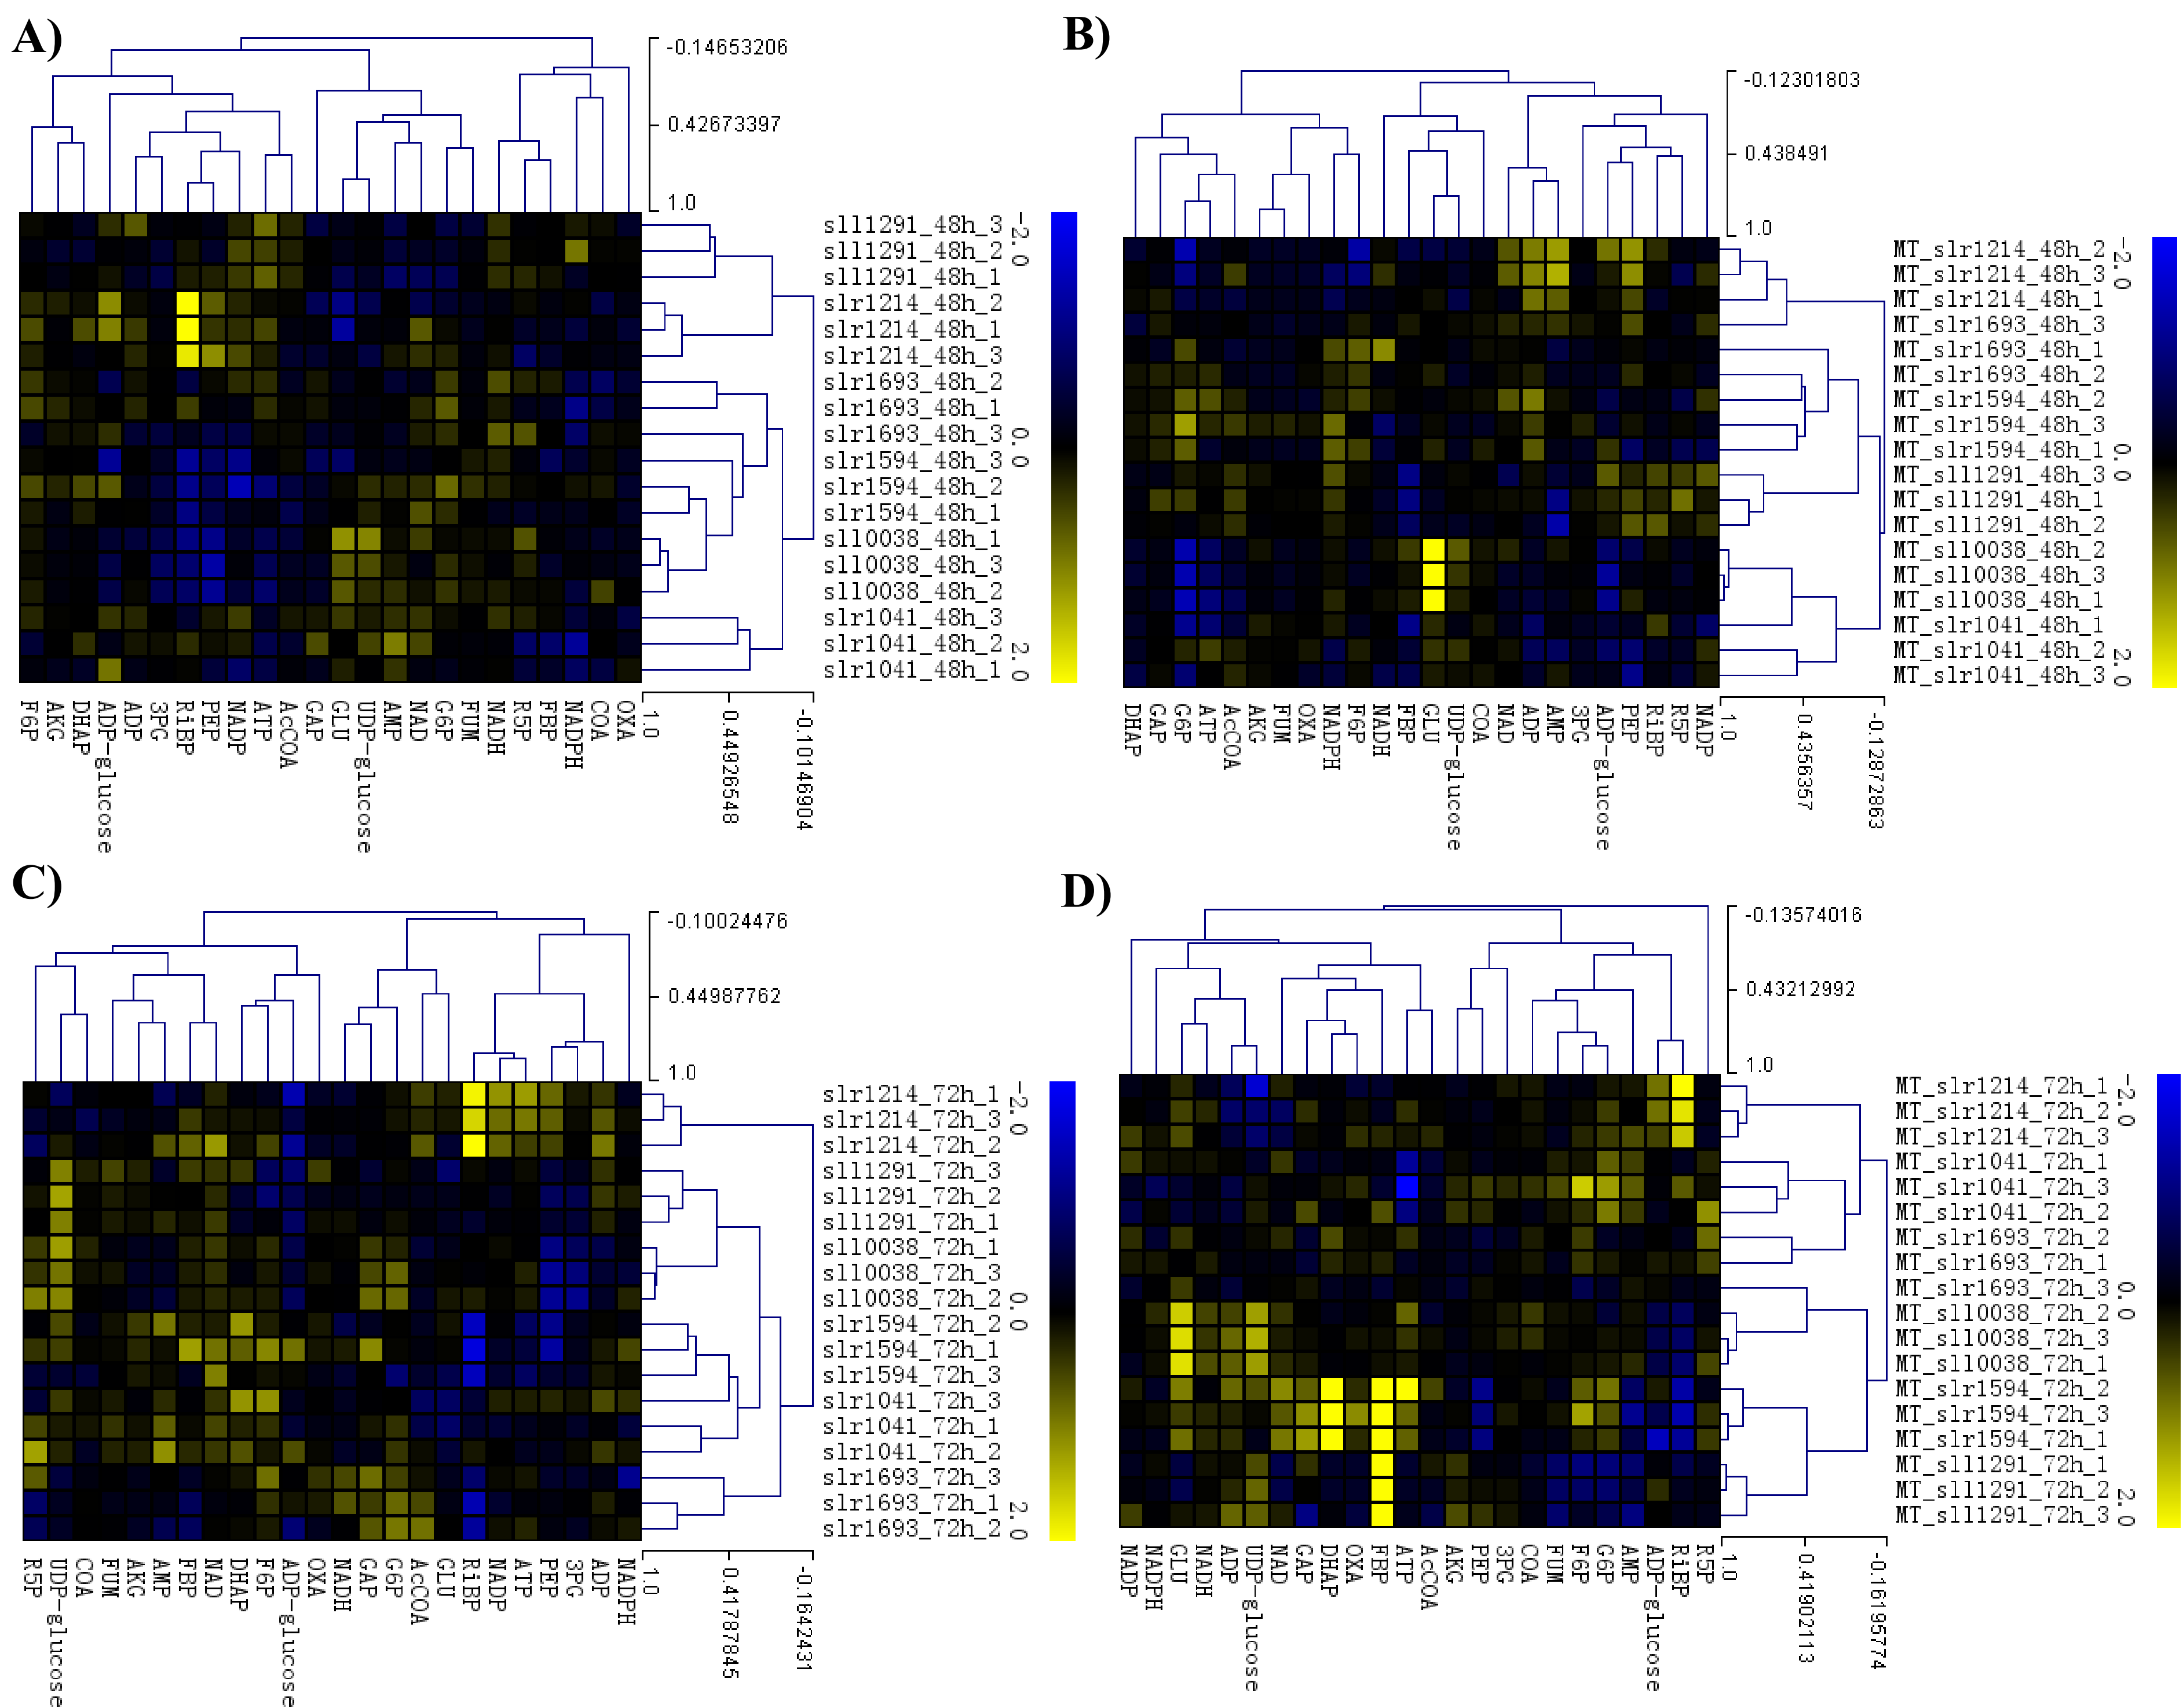 A)
-0.14653206
0.42673397
1.0
sll1291_48h_3
sll1291_48h_2
sll1291_48h_1
slr1214_48h_2
slr1214_48h_1
slr1214_48h_3
slr1693_48h_2
slr1693_48h_1
slr1693_48h_3
slr1594_48h_3
slr1594_48h_2
slr1594_48h_1
sll0038_48h_1
sll0038_48h_3
sll0038_48h_2
slr1041_48h_3
slr1041_48h_2
slr1041_48h_1
-2.0
0.0
2.0
F6P
AKG
DHAP
ADP-glucose
ADP
3PG
RiBP
PEP
NADP
ATP
AcCOA
GAP
GLU
UDP-glucose
AMP
NAD
G6P
FUM
NADH
R5P
FBP
NADPH
COA
OXA
1.0
0.44926548
-0.10146904
B)
-0.12301803
0.438491
1.0
MT_slr1214_48h_2
MT_slr1214_48h_3
MT_slr1214_48h_1
MT_slr1693_48h_3
MT_slr1693_48h_1
MT_slr1693_48h_2
MT_slr1594_48h_2
MT_slr1594_48h_3
MT_slr1594_48h_1
MT_sll1291_48h_3
MT_sll1291_48h_1
MT_sll1291_48h_2
MT_sll0038_48h_2
MT_sll0038_48h_3
MT_sll0038_48h_1
MT_slr1041_48h_1
MT_slr1041_48h_2
MT_slr1041_48h_3
-2.0
0.0
2.0
DHAP
GAP
G6P
ATP
AcCOA
AKG
FUM
OXA
NADPH
F6P
NADH
FBP
GLU
UDP-glucose
COA
NAD
ADP
AMP
3PG
ADP-glucose
PEP
RiBP
R5P
NADP
1.0
0.4356357
-0.12872863
C)
-0.10024476
0.44987762
1.0
slr1214_72h_1
slr1214_72h_3
slr1214_72h_2
sll1291_72h_3
sll1291_72h_2
sll1291_72h_1
sll0038_72h_1
sll0038_72h_3
sll0038_72h_2
slr1594_72h_2
slr1594_72h_1
slr1594_72h_3
slr1041_72h_3
slr1041_72h_1
slr1041_72h_2
slr1693_72h_3
slr1693_72h_1
slr1693_72h_2
-2.0
0.0
2.0
R5P
UDP-glucose
COA
FUM
AKG
AMP
FBP
NAD
DHAP
F6P
ADP-glucose
OXA
NADH
GAP
G6P
AcCOA
GLU
RiBP
NADP
ATP
PEP
3PG
ADP
NADPH
1.0
0.41787845
-0.1642431
D)
-0.13574016
0.43212992
1.0
MT_slr1214_72h_1
MT_slr1214_72h_2
MT_slr1214_72h_3
MT_slr1041_72h_1
MT_slr1041_72h_3
MT_slr1041_72h_2
MT_slr1693_72h_2
MT_slr1693_72h_1
MT_slr1693_72h_3
MT_sll0038_72h_2
MT_sll0038_72h_3
MT_sll0038_72h_1
MT_slr1594_72h_2
MT_slr1594_72h_3
MT_slr1594_72h_1
MT_sll1291_72h_1
MT_sll1291_72h_2
MT_sll1291_72h_3
-2.0
0.0
2.0
NADP
NADPH
GLU
NADH
ADP
UDP-glucose
NAD
GAP
DHAP
OXA
FBP
ATP
AcCOA
AKG
PEP
3PG
COA
FUM
F6P
G6P
AMP
ADP-glucose
RiBP
R5P
1.0
0.41902113
-0.16195774